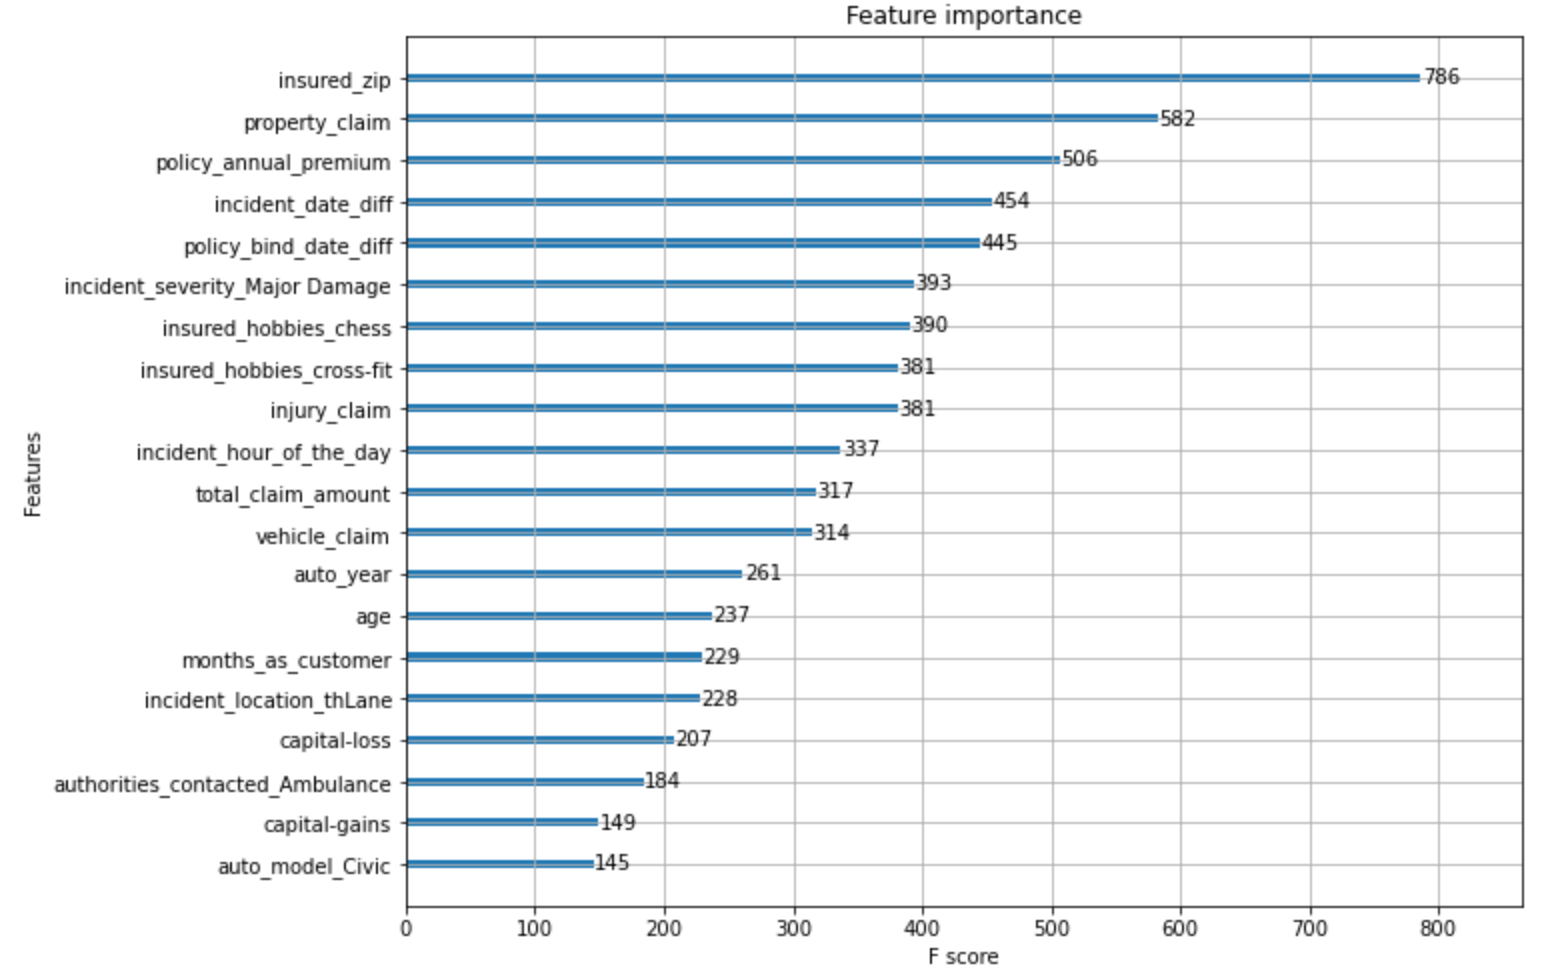 Feature importance
insured_zip 786
property_claim 582
policy_annual_premium 506
incident_date_diff 454
policy_bind_date_diff 445
incident_severity_Major Damage 393
insured_hobbies_chess 390
insured_hobbies_cross-fit 381
injury_claim 381
incident_hour_of_the_day 337
total_claim_amount 317
vehicle_claim 314
auto_year 261
age 237
months_as_customer 229
incident_location_thLane 228
capital-loss 207
authorities_contacted_Ambulance 184
capital-gains 149
auto_model_Civic 145
Features
0 100 200 300 400 500 600 700 800
F score